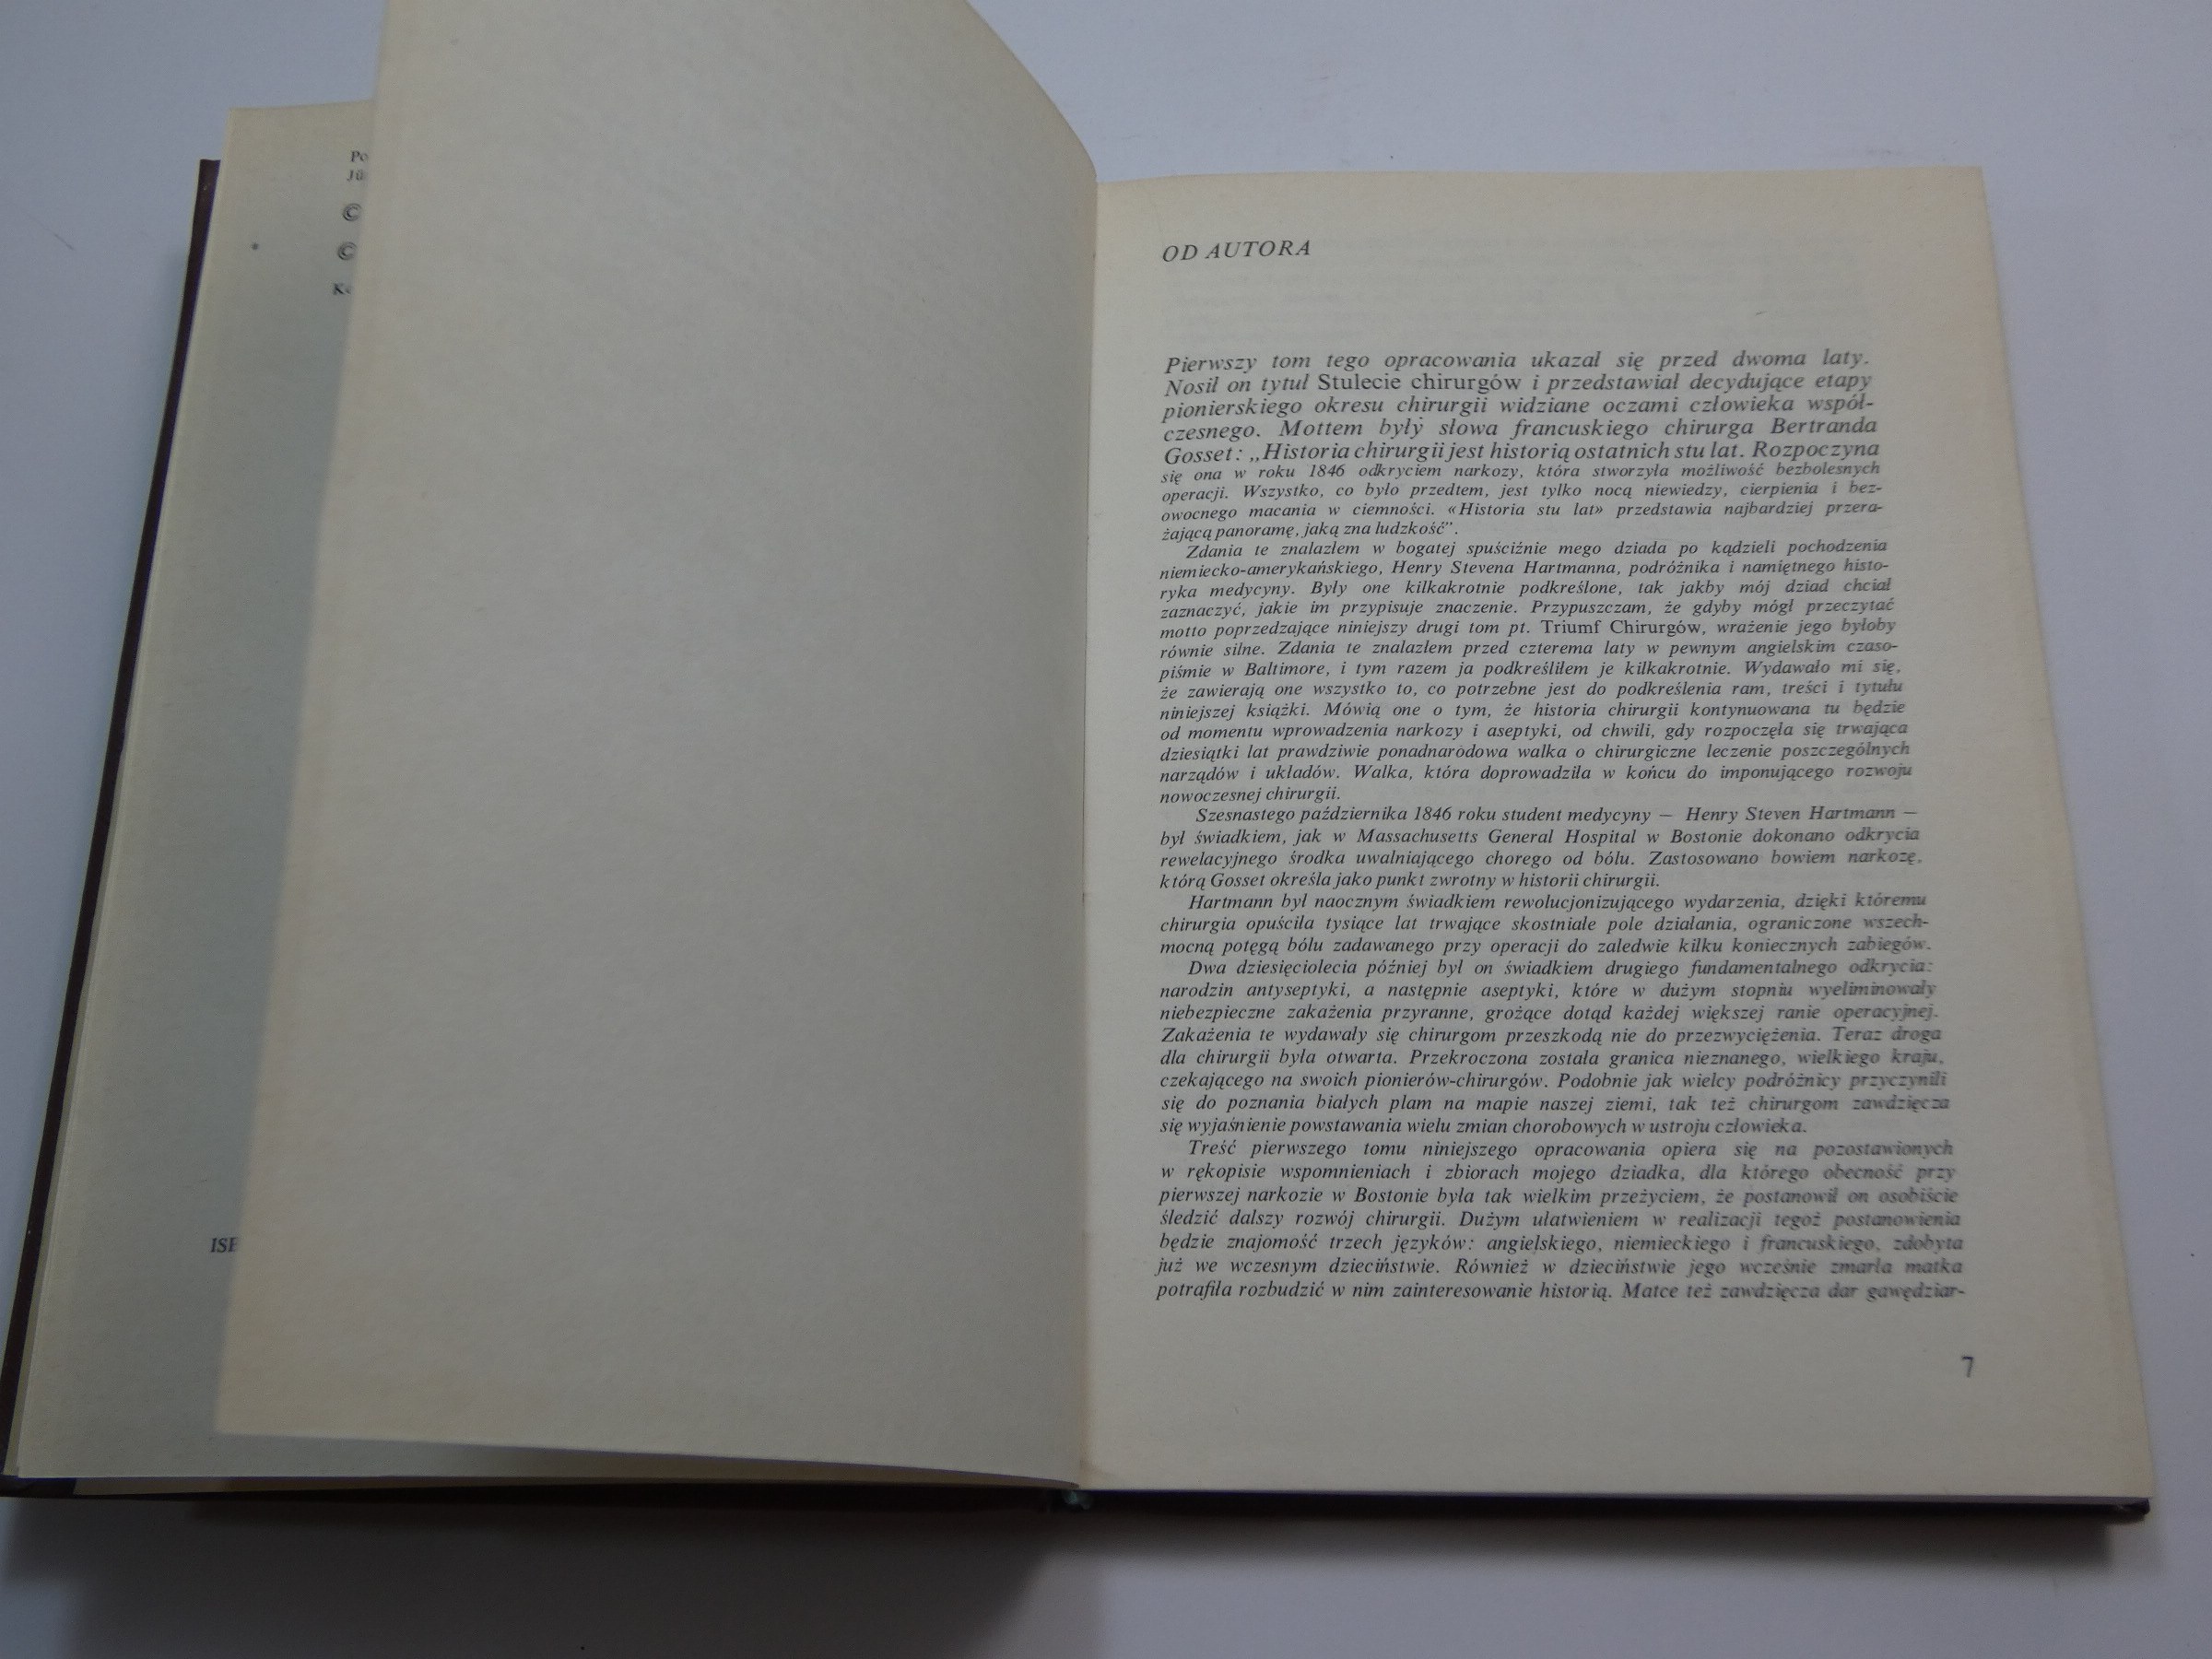 Po
Jü
©
©
ISB
OD AUTORA
Pierwszy tom tego opracowania ukazał się przed dwoma laty.
Nosił on tytuł Stulecie chirurgów i przedstawiał decydujące etapy
pionierskiego okresu chirurgii widziane oczami człowieka współ-
czesnego. Mottem były słowa francuskiego chirurga Bertranda
Gosset: „Historia chirurgii jest historią ostatnich stu lat. Rozpoczyna
się ona w roku 1846 odkryciem narkozy, która stworzyła możliwość bezbolesnych
operacji. Wszystko, co było przedtem, jest tylko nocą niewiedzy, cierpienia i bez-
owocnego macania w ciemności. «Historia stu lat» przedstawia najbardziej przera-
żającą panoramę, jaką zna ludzkość”.
Zdania te znalazłem w bogatej spuściźnie mego dziada po kądzieli pochodzenia
niemiecko-amerykańskiego, Henry Stevena Hartmanna, podróżnika i namiętnego histo-
ryka medycyny. Były one kilkakrotnie podkreślone, tak jakby mój dziad chciał
zaznaczyć, jakie im przypisuje znaczenie. Przypuszczam, że gdyby mógł przeczytać
motto poprzedzające niniejszy drugi tom pt. Triumf Chirurgów, wrażenie jego byłoby
równie silne. Zdania te znalazłem przed czterema laty w pewnym angielskim czaso-
piśmie w Baltimore, i tym razem ja podkreśliłem je kilkakrotnie. Wydawało mi się,
że zawierają one wszystko to, co potrzebne jest do podkreślenia ram, treści i tytułu
niniejszej książki. Mówią one o tym, że historia chirurgii kontynuowana tu będzie
od momentu wprowadzenia narkozy i aseptyki, od chwili, gdy rozpoczęła się trwająca
dziesiątki lat prawdziwie ponadnarodowa walka o chirurgiczne leczenie poszczególnych
narządów i układów. Walka, która doprowadziła w końcu do imponującego rozwoju
nowoczesnej chirurgii.
Szesnastego października 1846 roku student medycyny — Henry Steven Hartmann —
był świadkiem, jak w Massachusetts General Hospital w Bostonie dokonano odkrycia
rewelacyjnego środka uwalniającego chorego od bólu. Zastosowano bowiem narkozę,
którą Gosset określa jako punkt zwrotny w historii chirurgii.
Hartmann był naocznym świadkiem rewolucjonizującego wydarzenia, dzięki któremu
chirurgia opuściła tysiące lat trwające skostniałe pole działania, ograniczone wszech-
mocną potęgą bólu zadawanego przy operacji do zaledwie kilku koniecznych zabiegów.
Dwa dziesięciolecia później był on świadkiem drugiego fundamentalnego odkrycia:
narodzin antyseptyki, a następnie aseptyki, które w dużym stopniu wyeliminowały
niebezpieczne zakażenia przyranne, grożące dotąd każdej większej ranie operacyjnej.
Zakażenia te wydawały się chirurgom przeszkodą nie do przezwyciężenia. Teraz droga
dla chirurgii była otwarta. Przekroczona została granica nieznanego, wielkiego kraju,
czekającego na swoich pionierów-chirurgów. Podobnie jak wielcy podróżnicy przyczynili
się do poznania białych plam na mapie naszej ziemi, tak też chirurgom zawdzięcza
się wyjaśnienie powstawania wielu zmian chorobowych w ustroju człowieka.
Treść pierwszego tomu niniejszego opracowania opiera się na pozostawionych
w rękopisie wspomnieniach i zbiorach mojego dziadka, dla którego obecność przy
pierwszej narkozie w Bostonie była tak wielkim przeżyciem, że postanowił on osobiście
śledzić dalszy rozwój chirurgii. Dużym ułatwieniem w realizacji tegoż postanowienia
będzie znajomość trzech języków: angielskiego, niemieckiego i francuskiego, zdobyta
już we wczesnym dzieciństwie. Również w dzieciństwie jego wcześnie zmarła matka
potrafiła rozbudzić w nim zainteresowanie historią. Matce też zawdzięcza dar gawędziar-
7